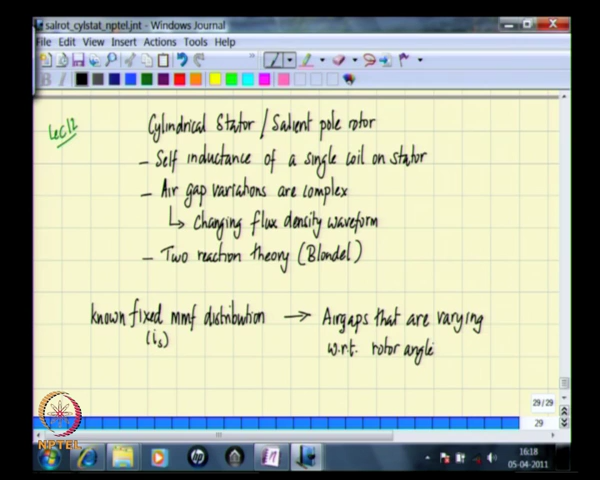 salrot_cylstat_nptel.jnt - Windows Journal
File Edit View Insert Actions Tools Help
Lec12
Cylindrical Stator / Salient pole rotor
- Self inductance of a single coil on stator
- Air gap variations are complex
↳ Changing flux density waveform
- Two reaction theory (Blondel)
known fixed mmf distribution → Airgaps that are varying
(is) w.r.t. rotor angle
29/29
29
NPTEL
16:18
05-04-2011